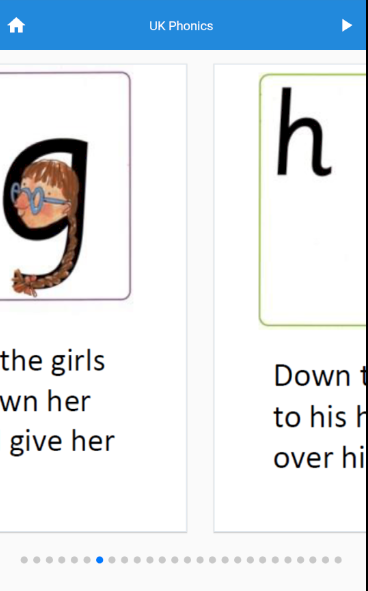 UK Phonics
g
the girls
wn her
give her
h
Down t
to his h
over hi